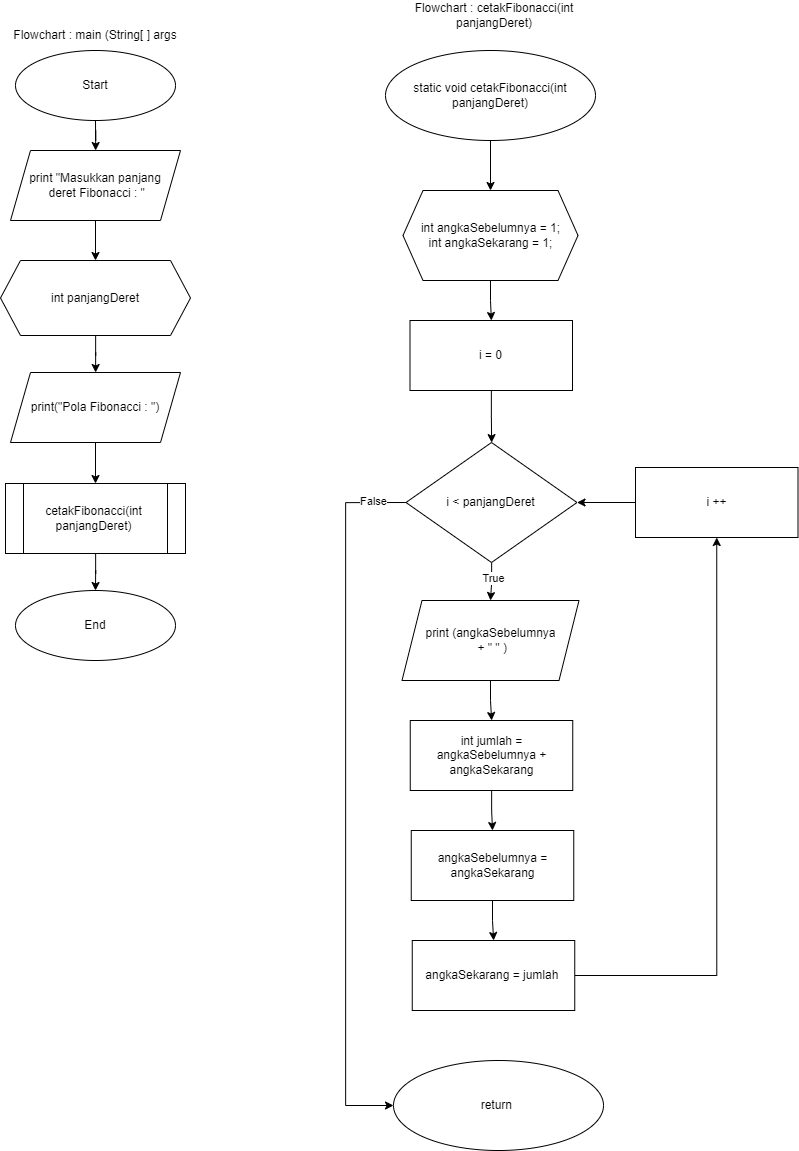 Flowchart : main (String[ ] args
Start
print "Masukkan panjang
deret Fibonacci : "
int panjangDeret
print("Pola Fibonacci : ")
cetakFibonacci(int
panjangDeret)
End
Flowchart : cetakFibonacci(int
panjangDeret)
static void cetakFibonacci(int
panjangDeret)
int angkaSebelumnya = 1;
int angkaSekarang = 1;
i = 0
False
i < panjangDeret
i ++
True
print (angkaSebelumnya
+ " " )
int jumlah =
angkaSebelumnya +
angkaSekarang
angkaSebelumnya =
angkaSekarang
angkaSekarang = jumlah
return